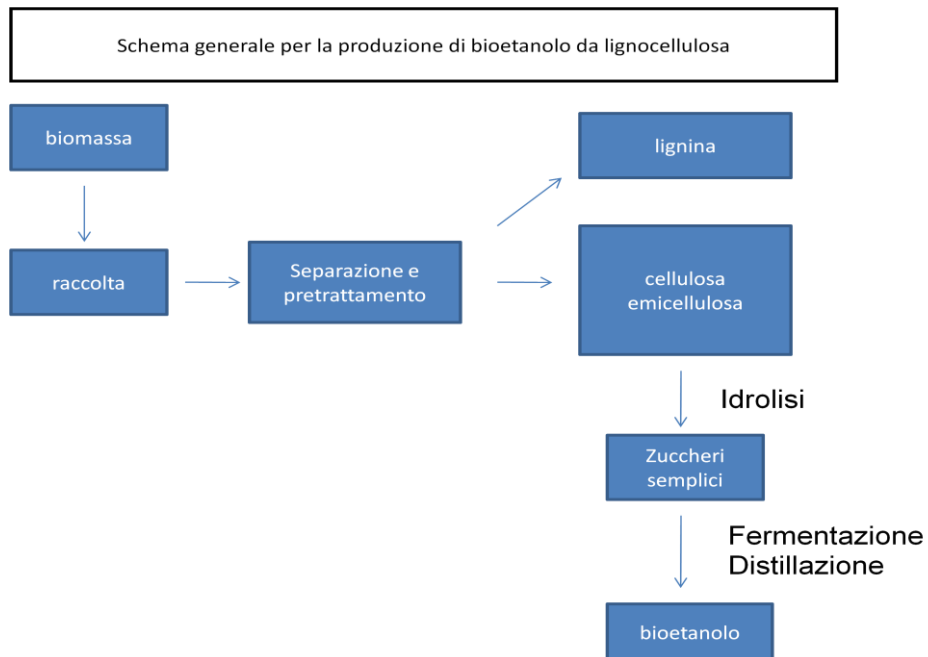 Schema generale per la produzione di bioetanolo da lignocellulosa
biomassa
lignina
raccolta
Separazione e
pretrattamento
cellulosa
emicellulosa
Idrolisi
Zuccheri
semplici
Fermentazione
Distillazione
bioetanolo